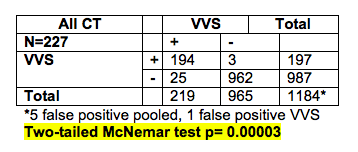 All CT VVS Total
N=227 + -
VVS + 194 3 197
- 25 962 987
Total 219 965 1184*
*5 false positive pooled, 1 false positive VVS
Two-tailed McNemar test p= 0.00003